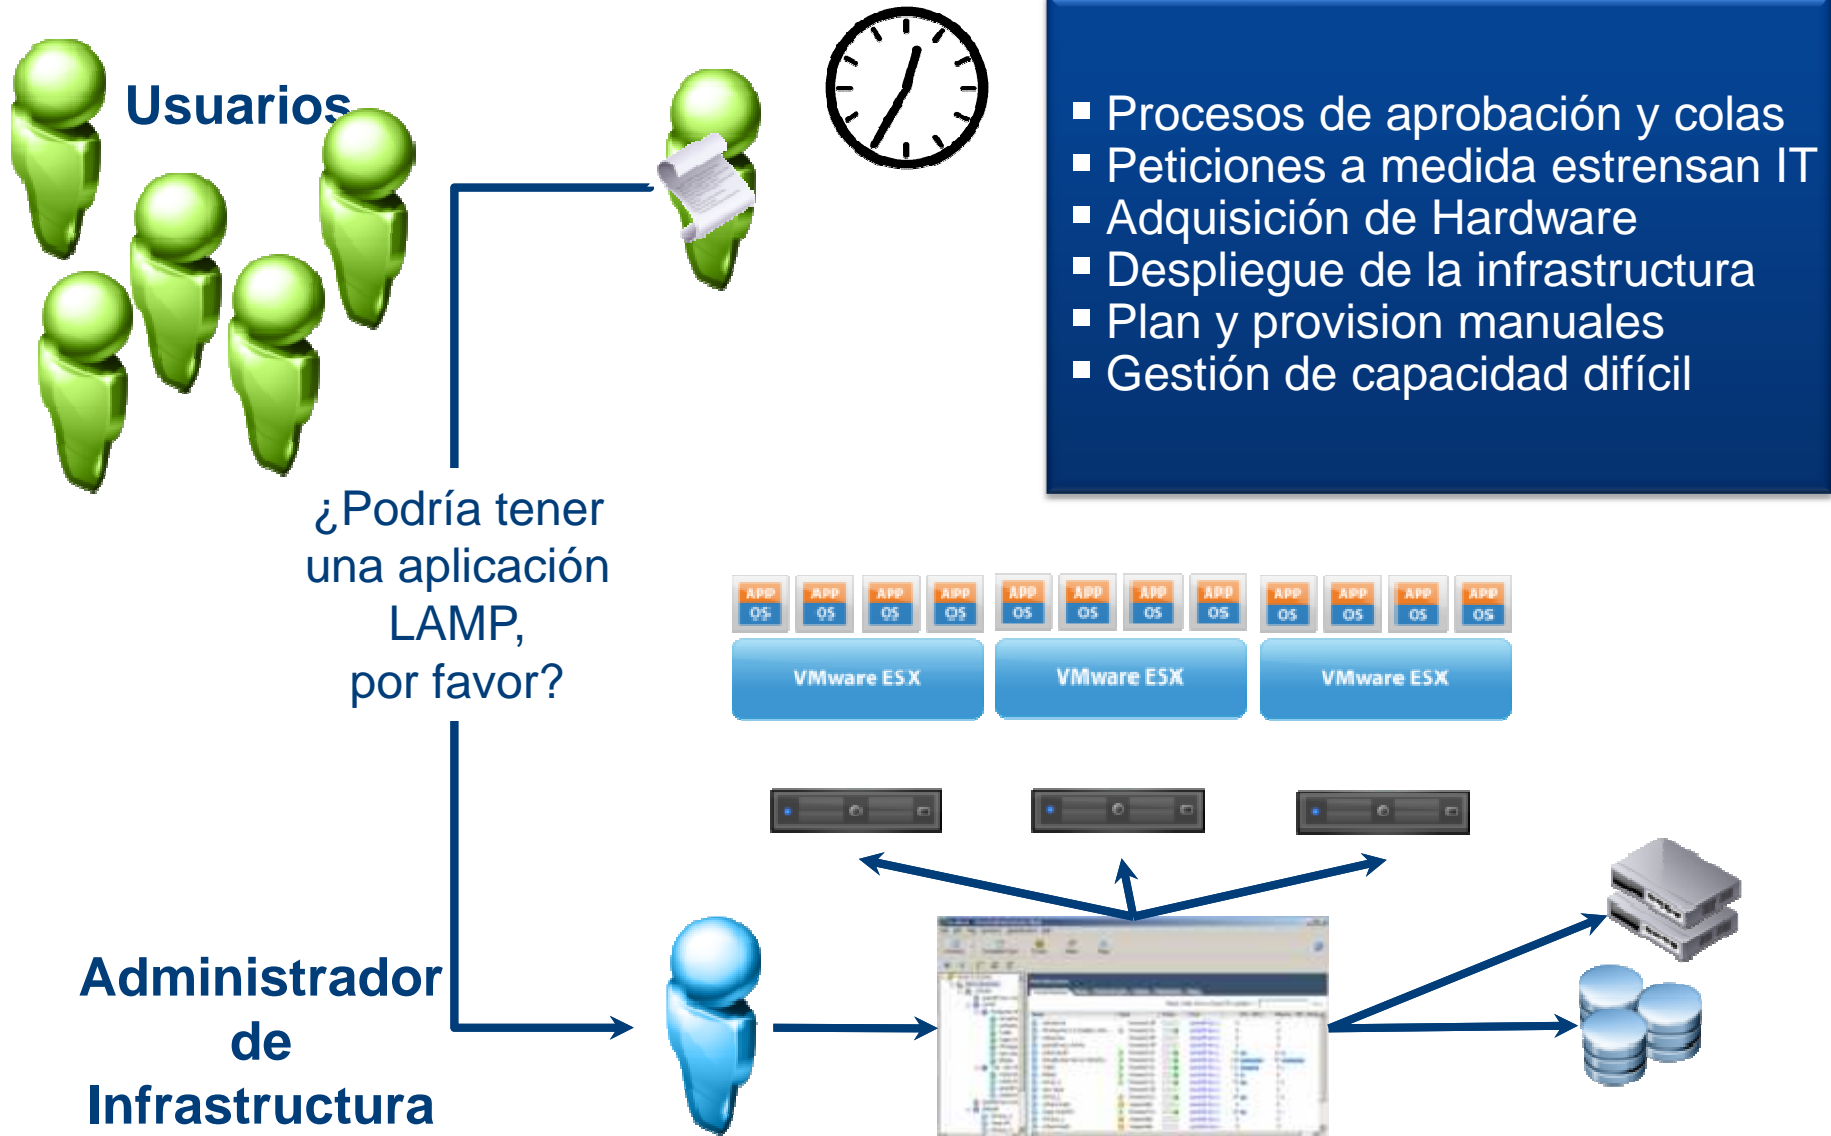 Usuarios
Procesos de aprobación y colas
Peticiones a medida estrensan IT
Adquisición de Hardware
Despliegue de la infrastructura
Plan y provision manuales
Gestión de capacidad difícil
¿Podría tener
una aplicación
LAMP,
por favor?
APP APP APP APP APP APP APP APP APP APP APP APP
OS OS OS OS OS OS OS OS OS OS OS OS
VMware ESX VMware ESX VMware ESX
Administrador
de
Infrastructura